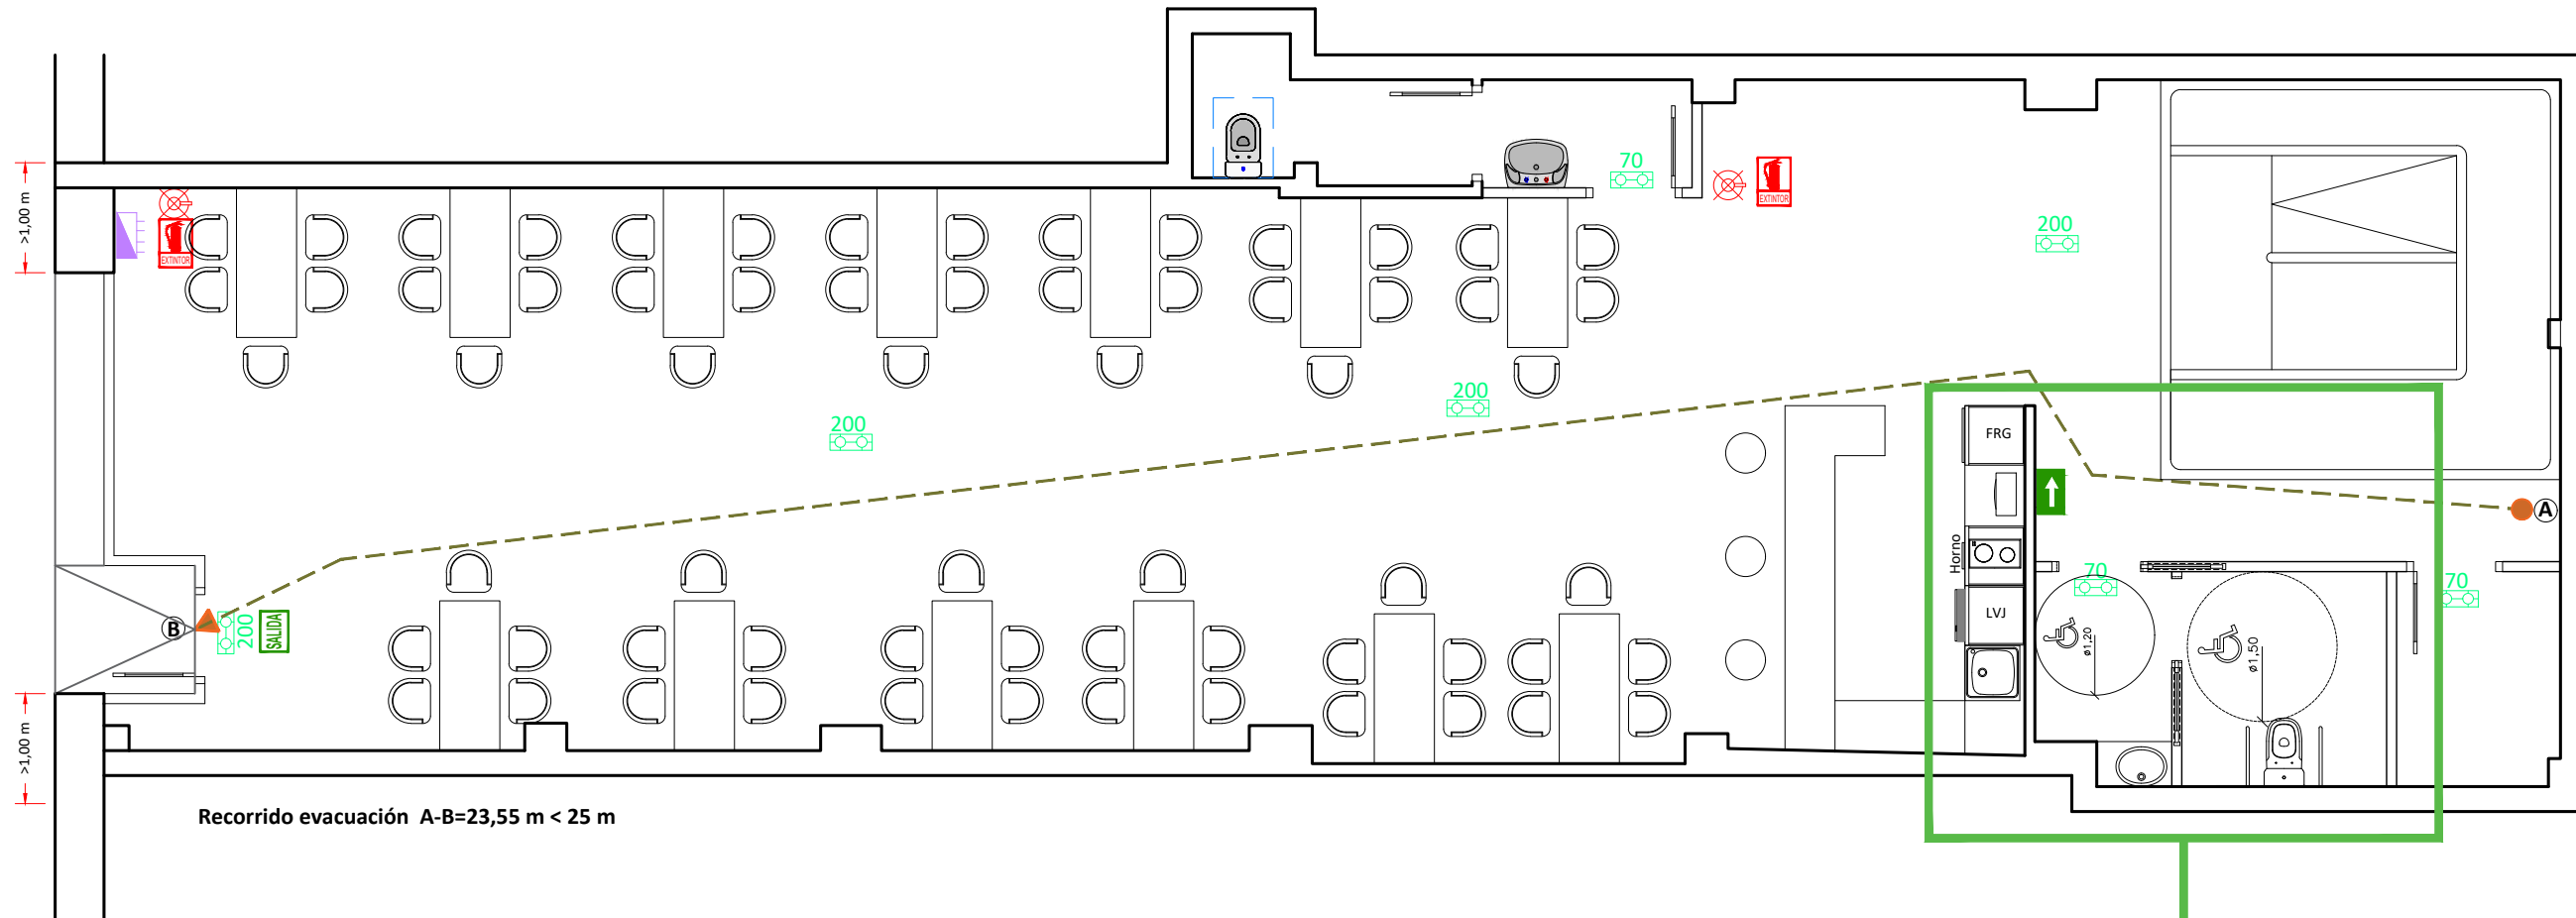 >1,00 m
EXTINTOR
70
EXTINTOR
200
200
200
FRG
A
Horno
70
70
LVJ
B
200
SALIDA
ø1,20
ø1,50
>1,00 m
Recorrido evacuación A-B=23,55 m < 25 m